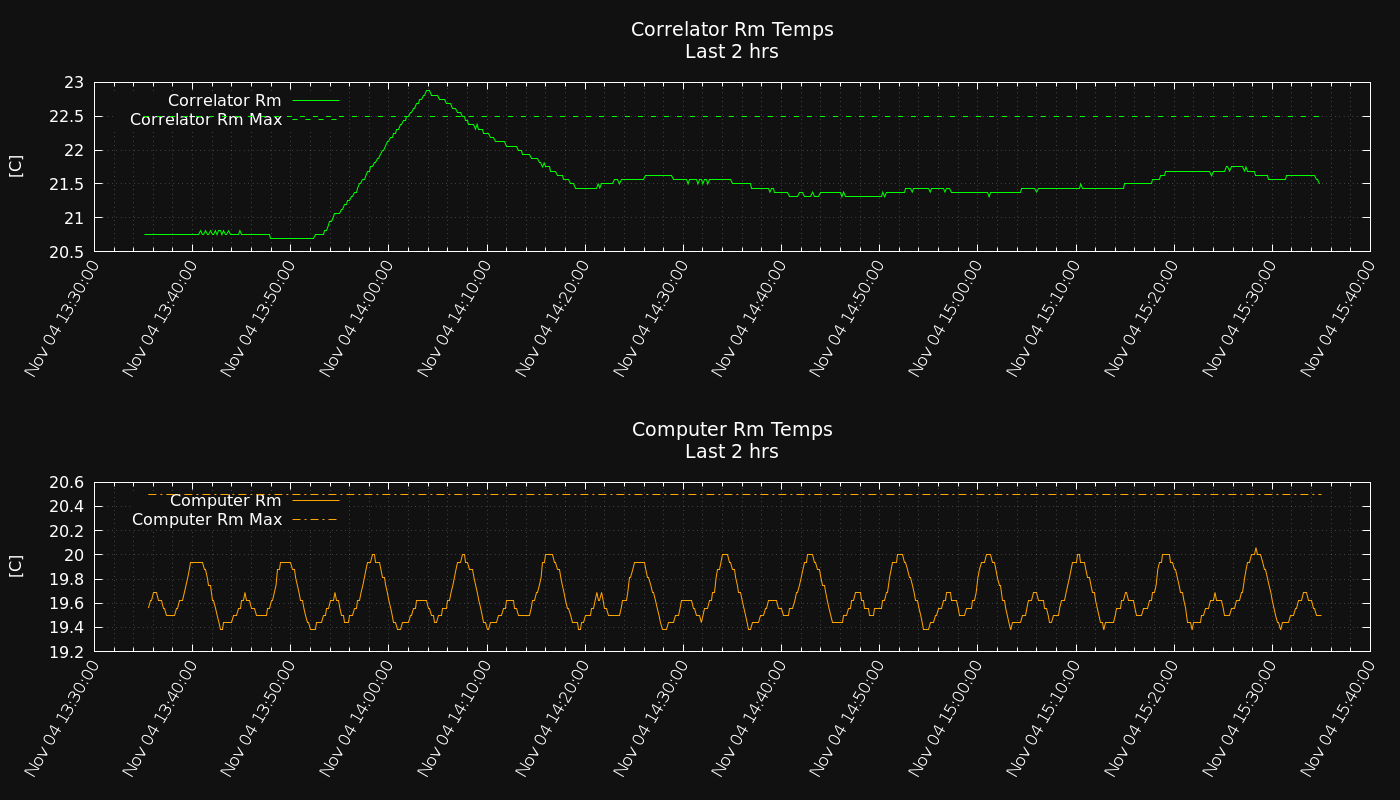 Correlator Rm Temps
Last 2 hrs
[C]
23
22.5
22
21.5
21
20.5
Correlator Rm
Correlator Rm Max
Nov 04 13:30:00
Nov 04 13:40:00
Nov 04 13:50:00
Nov 04 14:00:00
Nov 04 14:10:00
Nov 04 14:20:00
Nov 04 14:30:00
Nov 04 14:40:00
Nov 04 14:50:00
Nov 04 15:00:00
Nov 04 15:10:00
Nov 04 15:20:00
Nov 04 15:30:00
Nov 04 15:40:00
Computer Rm Temps
Last 2 hrs
[C]
20.6
20.4
20.2
20
19.8
19.6
19.4
19.2
Computer Rm
Computer Rm Max
Nov 04 13:30:00
Nov 04 13:40:00
Nov 04 13:50:00
Nov 04 14:00:00
Nov 04 14:10:00
Nov 04 14:20:00
Nov 04 14:30:00
Nov 04 14:40:00
Nov 04 14:50:00
Nov 04 15:00:00
Nov 04 15:10:00
Nov 04 15:20:00
Nov 04 15:30:00
Nov 04 15:40:00